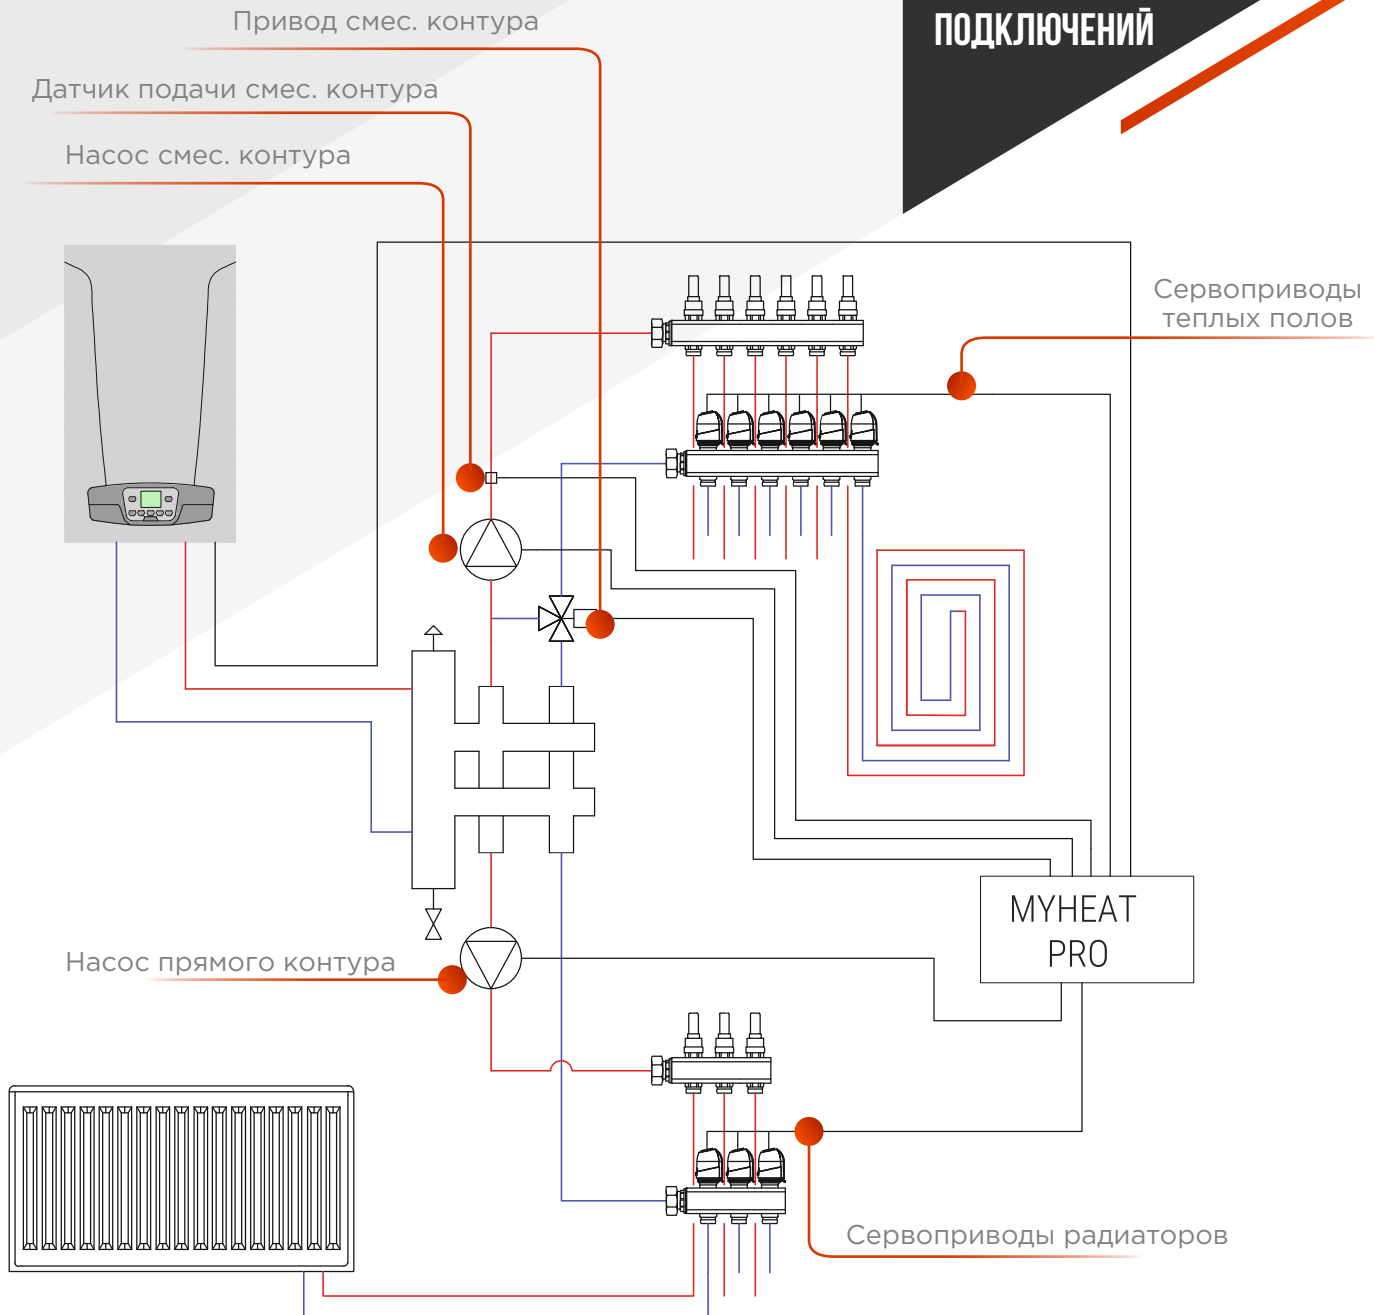 Привод смес. контура
ПОДКЛЮЧЕНИЙ
Датчик подачи смес. контура
Насос смес. контура
Сервоприводы
теплых полов
MYHEAT
PRO
Насос прямого контура
Сервоприводы радиаторов